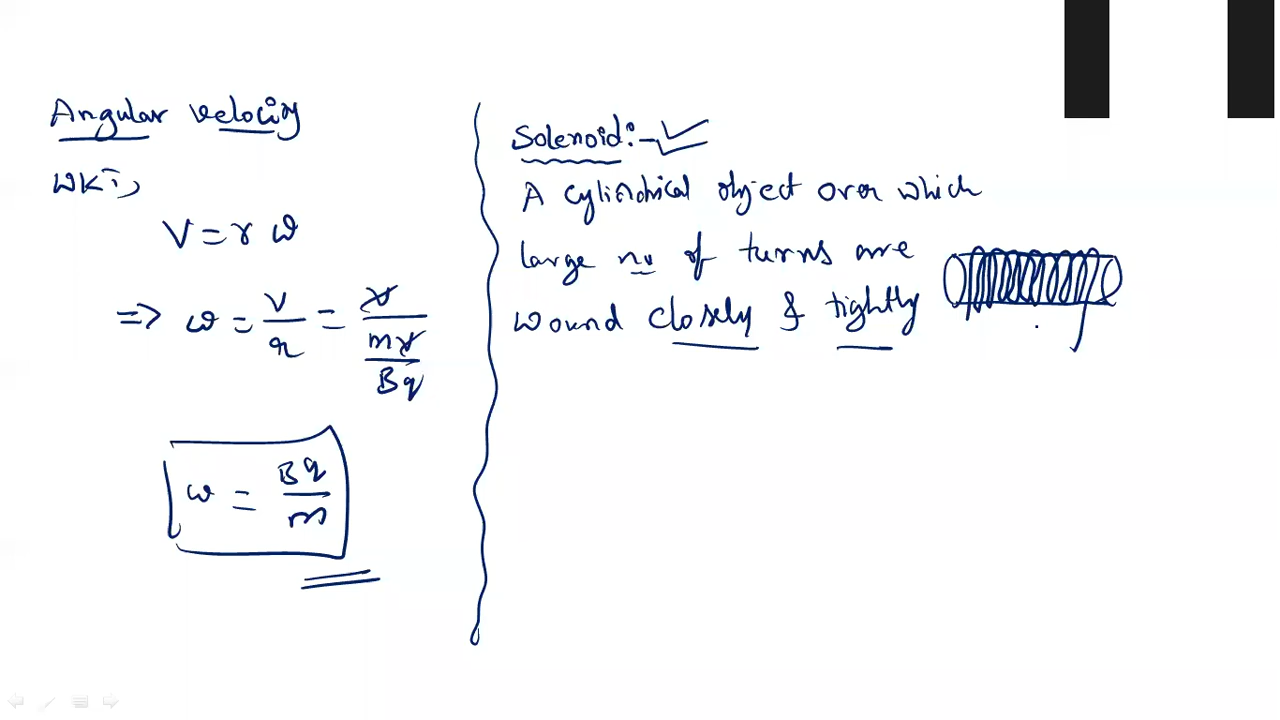 Angular velocity
WKT,
V = r ω
=> ω = v/r = v/(mv/Bq)
ω = Bq/m
Solenoid:-
A cylindrical object over which
large no of turns are
wound closely & tightly